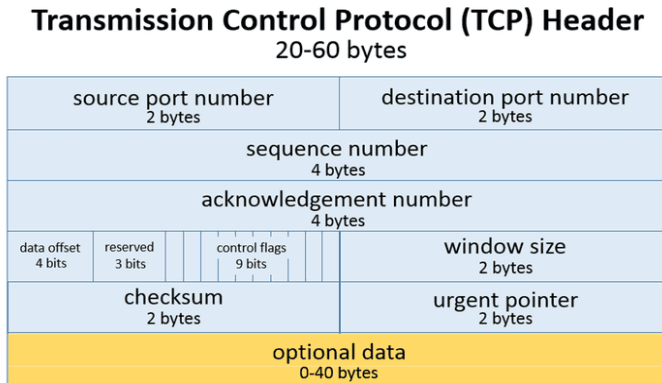 Transmission Control Protocol (TCP) Header
20-60 bytes
source port number
2 bytes
destination port number
2 bytes
sequence number
4 bytes
acknowledgement number
4 bytes
data offset
4 bits
reserved
3 bits
control flags
9 bits
window size
2 bytes
checksum
2 bytes
urgent pointer
2 bytes
optional data
0-40 bytes